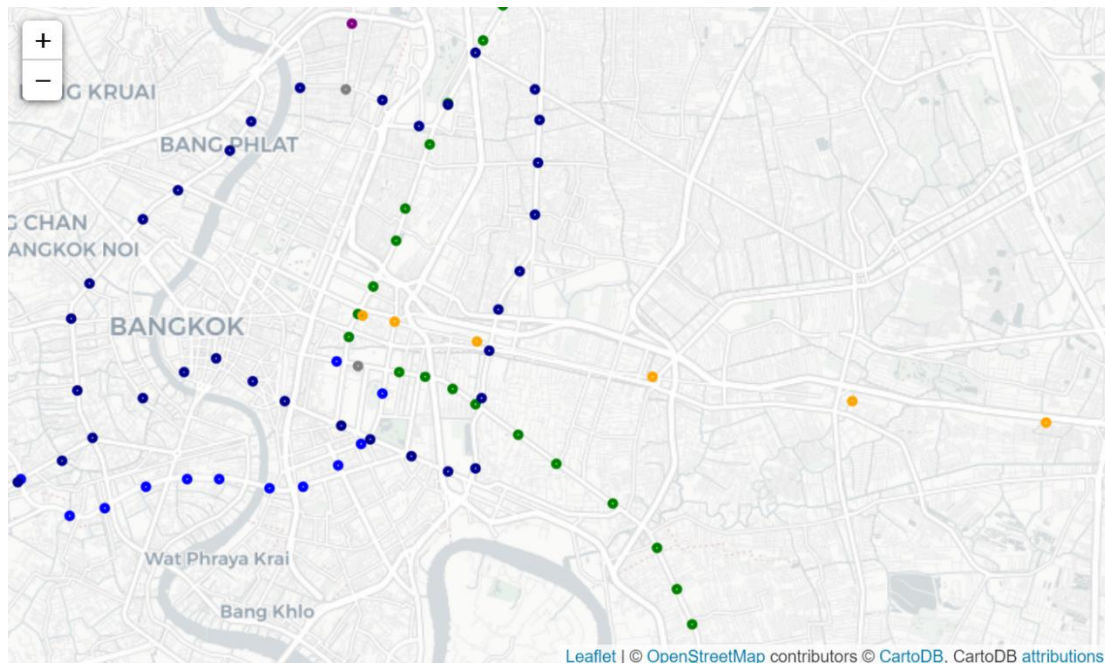 +
−
G KRUAI
BANG PHLAT
G CHAN
ANGKOK NOI
BANGKOK
Wat Phraya Krai
Bang Khlo
Leaflet | © OpenStreetMap contributors © CartoDB, CartoDB attributions